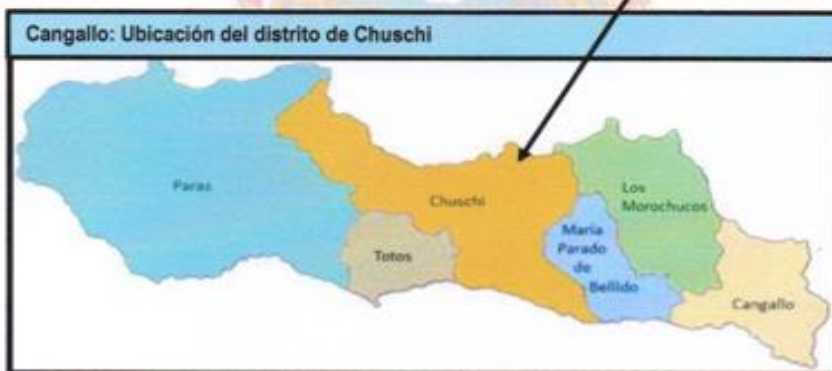 Cangallo: Ubicación del distrito de Chuschi
Paras
Chuschi
Totos
Los
Morochucos
María
Parado
de
Bellido
Cangallo